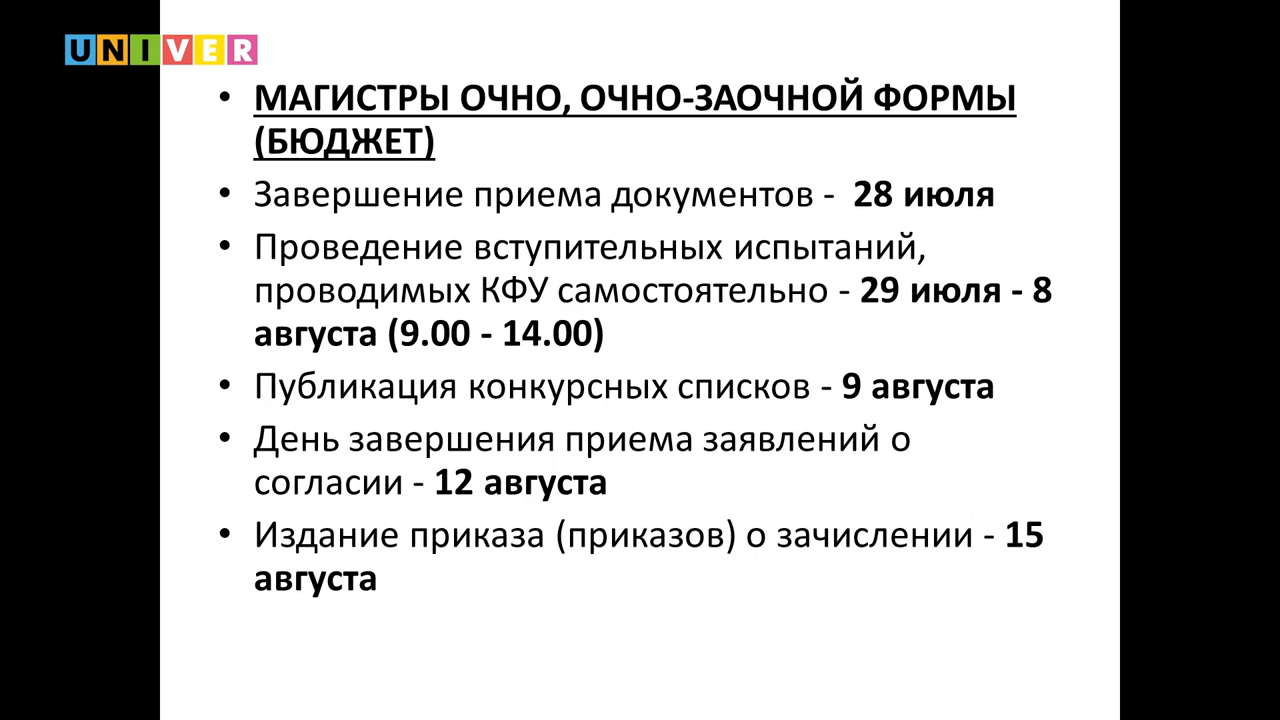 UNIVER
• МАГИСТРЫ ОЧНО, ОЧНО-ЗАОЧНОЙ ФОРМЫ
(БЮДЖЕТ)
• Завершение приема документов - 28 июля
• Проведение вступительных испытаний,
проводимых КФУ самостоятельно - 29 июля - 8
августа (9.00 - 14.00)
• Публикация конкурсных списков - 9 августа
• День завершения приема заявлений о
согласии - 12 августа
• Издание приказа (приказов) о зачислении - 15
августа